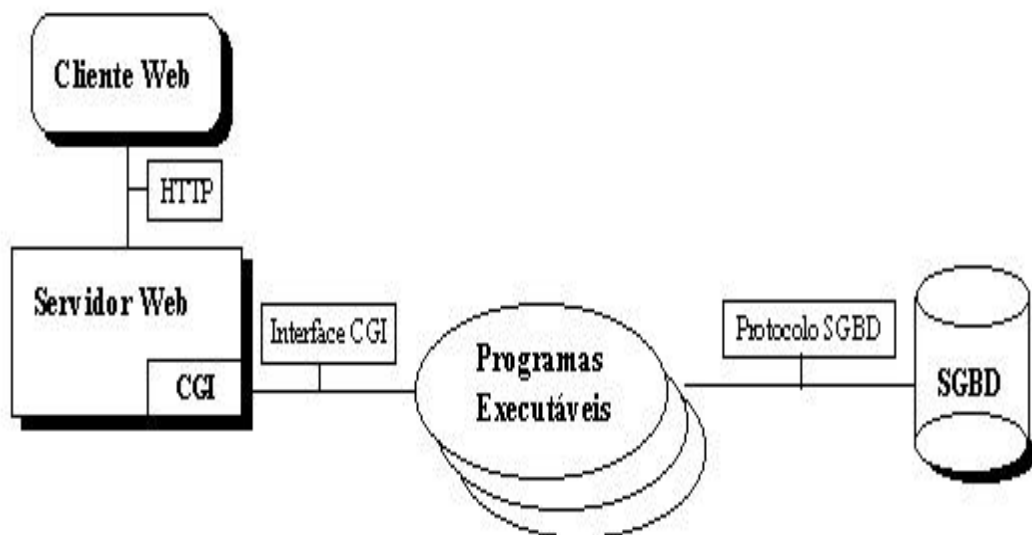 Cliente Web
HTTP
Servidor Web
CGI
Interface CGI
Programas
Executáveis
Protocolo SGBD
SGBD